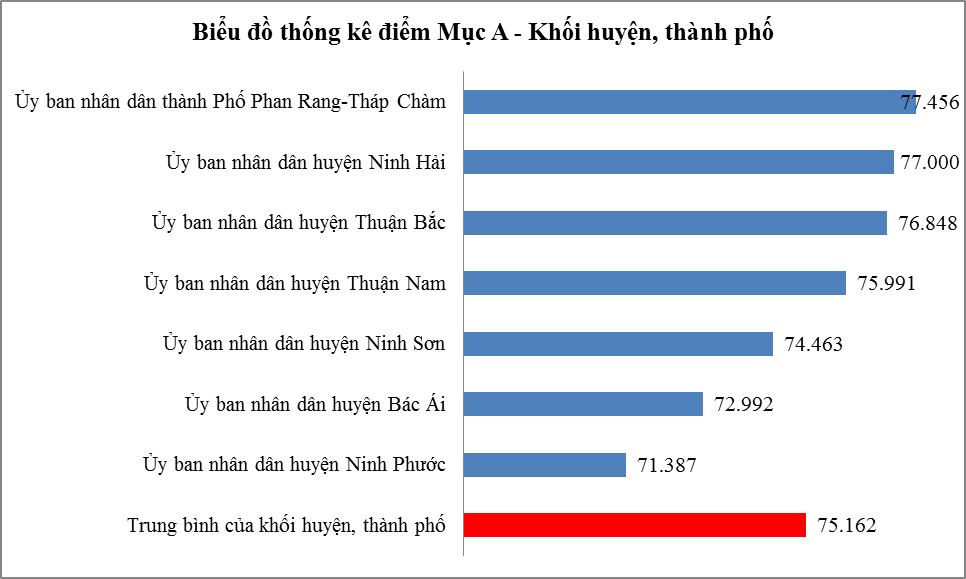 Biểu đồ thống kê điểm Mục A - Khối huyện, thành phố
Ủy ban nhân dân thành Phố Phan Rang-Tháp Chàm 77.456
Ủy ban nhân dân huyện Ninh Hải 77.000
Ủy ban nhân dân huyện Thuận Bắc 76.848
Ủy ban nhân dân huyện Thuận Nam 75.991
Ủy ban nhân dân huyện Ninh Sơn 74.463
Ủy ban nhân dân huyện Bác Ái 72.992
Ủy ban nhân dân huyện Ninh Phước 71.387
Trung bình của khối huyện, thành phố 75.162